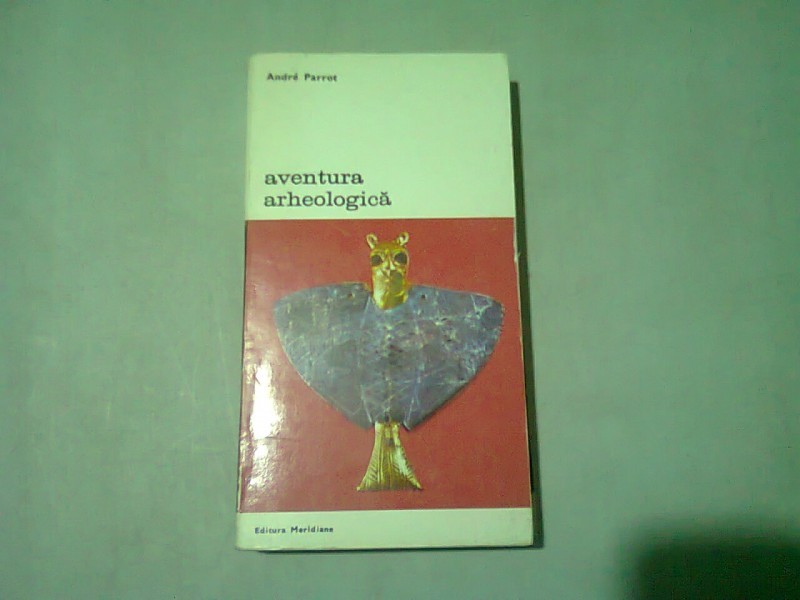 André Parrot
aventura
arheologică
Editura Meridiane